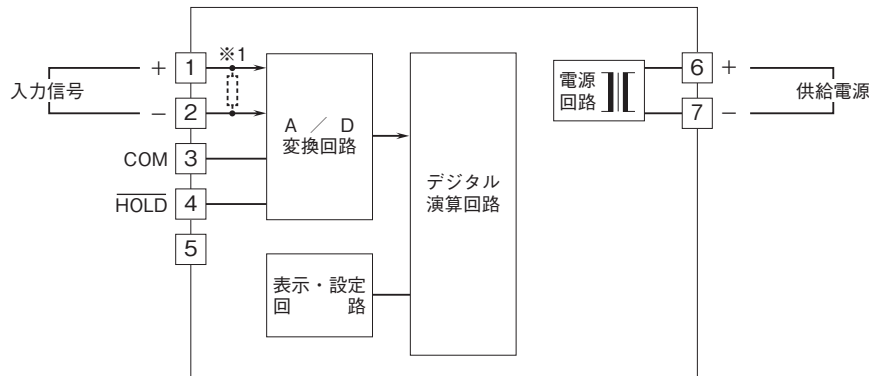 ※1
入力信号
+ 1
− 2
COM 3
HOLD 4
5
A ／ D
変換回路
デジタル
演算回路
表示・設定
回　　路
電源
回路
6 +
7 −
供給電源